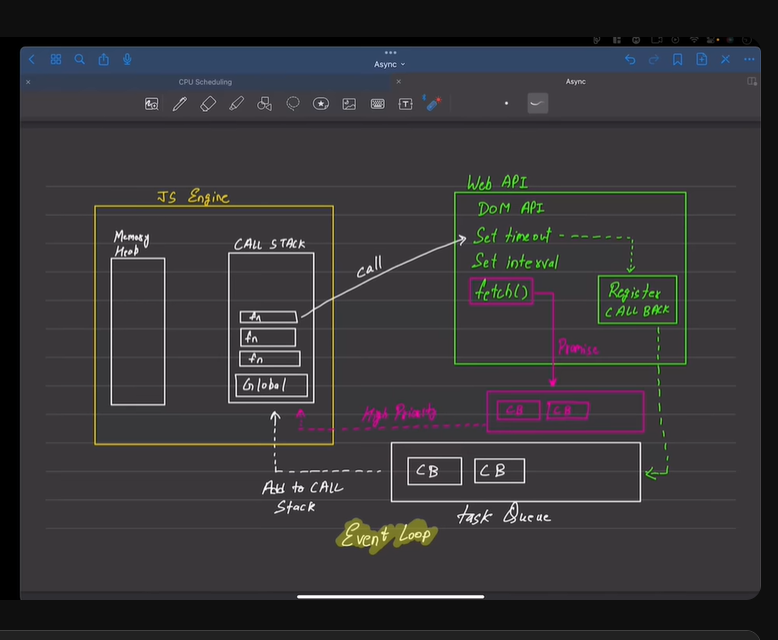 Async
CPU Scheduling
Async
JS Engine
Memory
Heap
CALL STACK
fn
fn
fn
Global
call
Web API
DOM API
Set timeout
Set interval
fetch()
Register
CALL BACK
Promise
CB CB
High Priority
CB CB
Add to CALL
Stack
task Queue
Event Loop